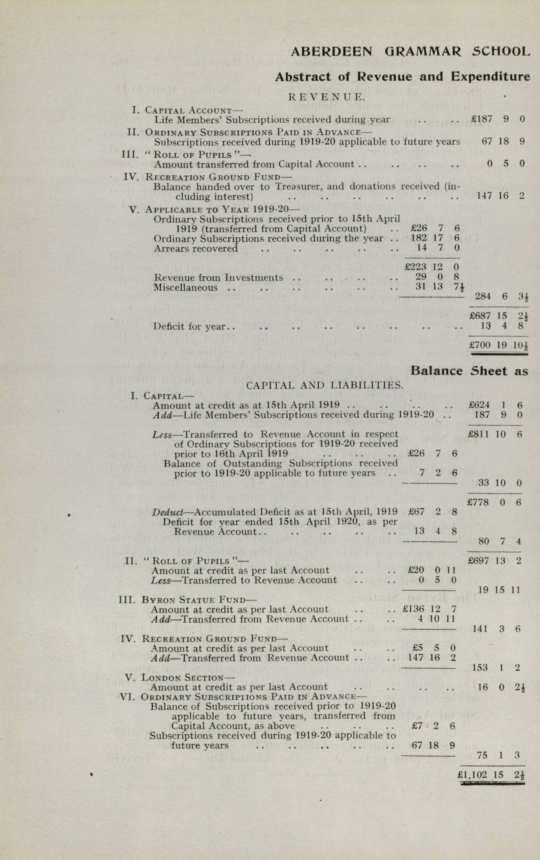 ABERDEEN GRAMMAR SCHOOL
Abstract of Revenue and Expenditure
REVENUE.
I. CAPITAL ACCOUNT—
Life Members' Subscriptions received during year .. .. £187 9 0
II. ORDINARY SUBSCRIPTIONS PAID IN ADVANCE—
Subscriptions received during 1919-20 applicable to future years 67 18 9
III. "ROLL OF PUPILS"—
Amount transferred from Capital Account .. .. .. .. 0 5 0
IV. RECREATION GROUND FUND—
Balance handed over to Treasurer, and donations received (in-
cluding interest) .. .. .. .. .. .. 147 16 2
V. APPLICABLE TO YEAR 1919-20—
Ordinary Subscriptions received prior to 15th April
1919 (transferred from Capital Account) .. £26 7 6
Ordinary Subscriptions received during the year .. 182 17 6
Arrears recovered .. .. .. .. .. 14 7 0
£223 12 0
Revenue from Investments .. .. .. .. 29 0 8
Miscellaneous .. .. .. .. .. .. 31 13 7½
284 6 3½
£687 15 2½
Deficit for year.. .. .. .. .. .. .. .. 13 4 8
£700 19 10½
Balance Sheet as
CAPITAL AND LIABILITIES.
I. CAPITAL—
Amount at credit as at 15th April 1919 .. .. .. .. £624 1 6
Add—Life Members' Subscriptions received during 1919-20 .. 187 9 0
£811 10 6
Less—Transferred to Revenue Account in respect
of Ordinary Subscriptions for 1919-20 received
prior to 16th April 1919 .. .. .. £26 7 6
Balance of Outstanding Subscriptions received
prior to 1919-20 applicable to future years .. 7 2 6
33 10 0
£778 0 6
Deduct—Accumulated Deficit as at 15th April, 1919 £67 2 8
Deficit for year ended 15th April 1920, as per
Revenue Account.. .. .. .. .. 13 4 8
80 7 4
£697 13 2
II. "ROLL OF PUPILS"—
Amount at credit as per last Account .. .. £20 0 11
Less—Transferred to Revenue Account .. .. 0 5 0
19 15 11
III. BYRON STATUE FUND—
Amount at credit as per last Account .. .. £136 12 7
Add—Transferred from Revenue Account .. .. 4 10 11
141 3 6
IV. RECREATION GROUND FUND—
Amount at credit as per last Account .. .. £5 5 0
Add—Transferred from Revenue Account .. .. 147 16 2
153 1 2
V. LONDON SECTION—
Amount at credit as per last Account .. .. .. .. 16 0 2½
VI. ORDINARY SUBSCRIPTIONS PAID IN ADVANCE—
Balance of Subscriptions received prior to 1919-20
applicable to future years, transferred from
Capital Account, as above .. .. .. £7 2 6
Subscriptions received during 1919-20 applicable to
future years .. .. .. .. .. 67 18 9
75 1 3
£1,102 15 2½